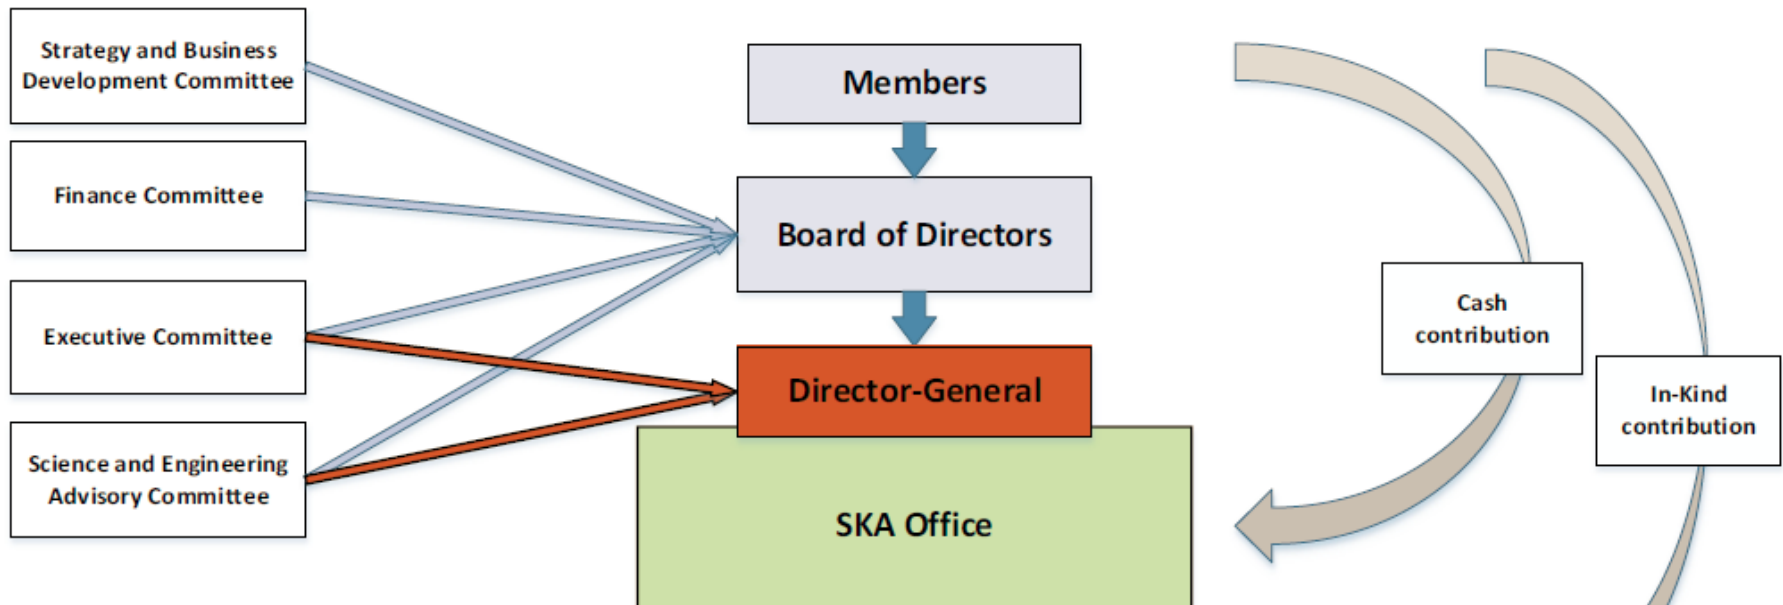 Strategy and Business
Development Committee
Finance Committee
Executive Committee
Science and Engineering
Advisory Committee
Members
Board of Directors
Director-General
SKA Office
Cash
contribution
In-Kind
contribution